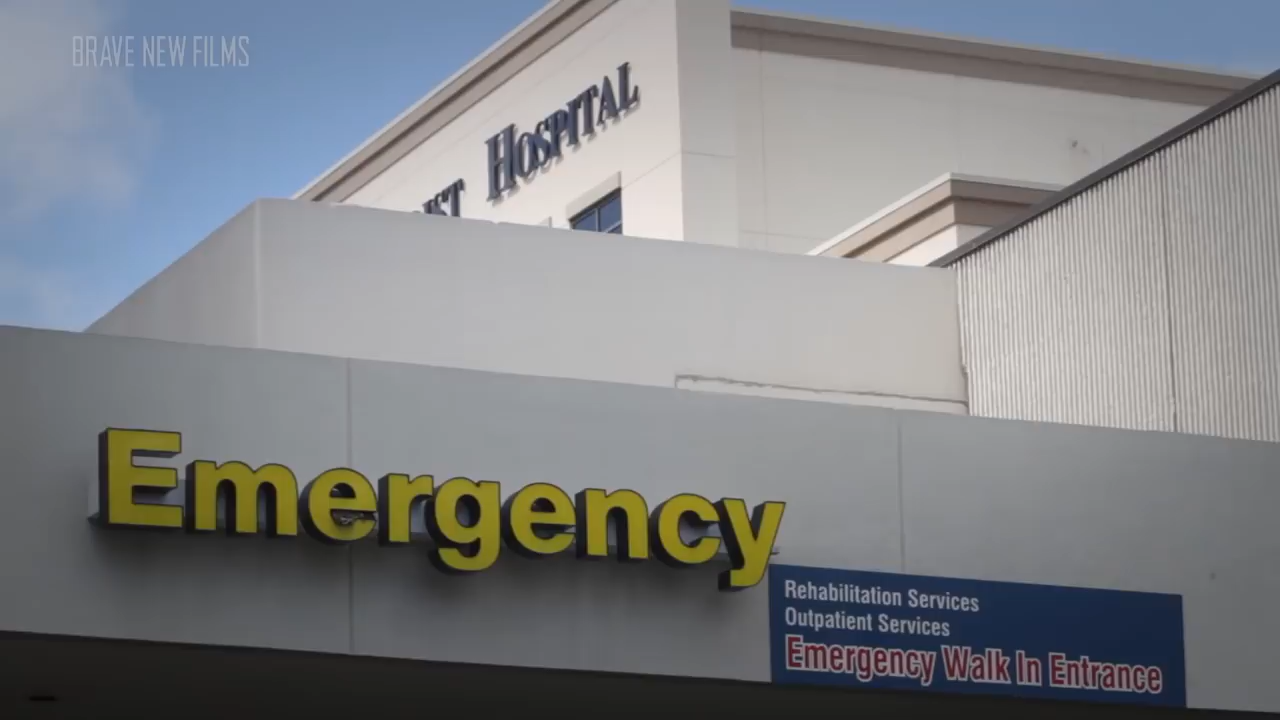 BRAVE NEW FILMS
HOSPITAL
Emergency
Rehabilitation Services
Outpatient Services
Emergency Walk In Entrance